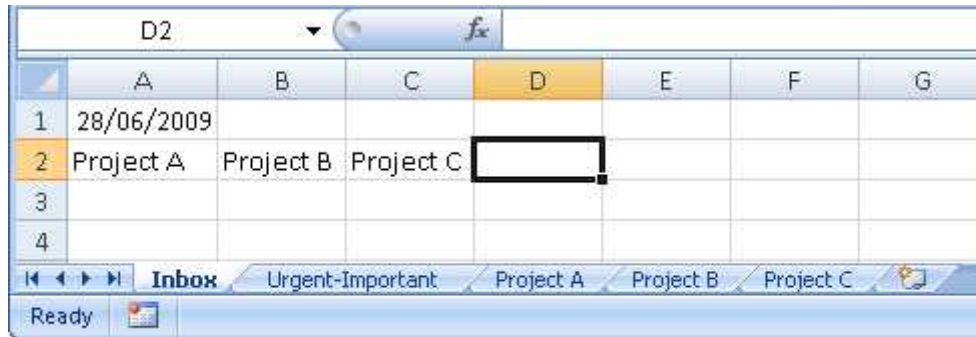 D2 fx
A B C D E F G
1 28/06/2009
2 Project A Project B Project C
3
4
Inbox Urgent-Important Project A Project B Project C
Ready